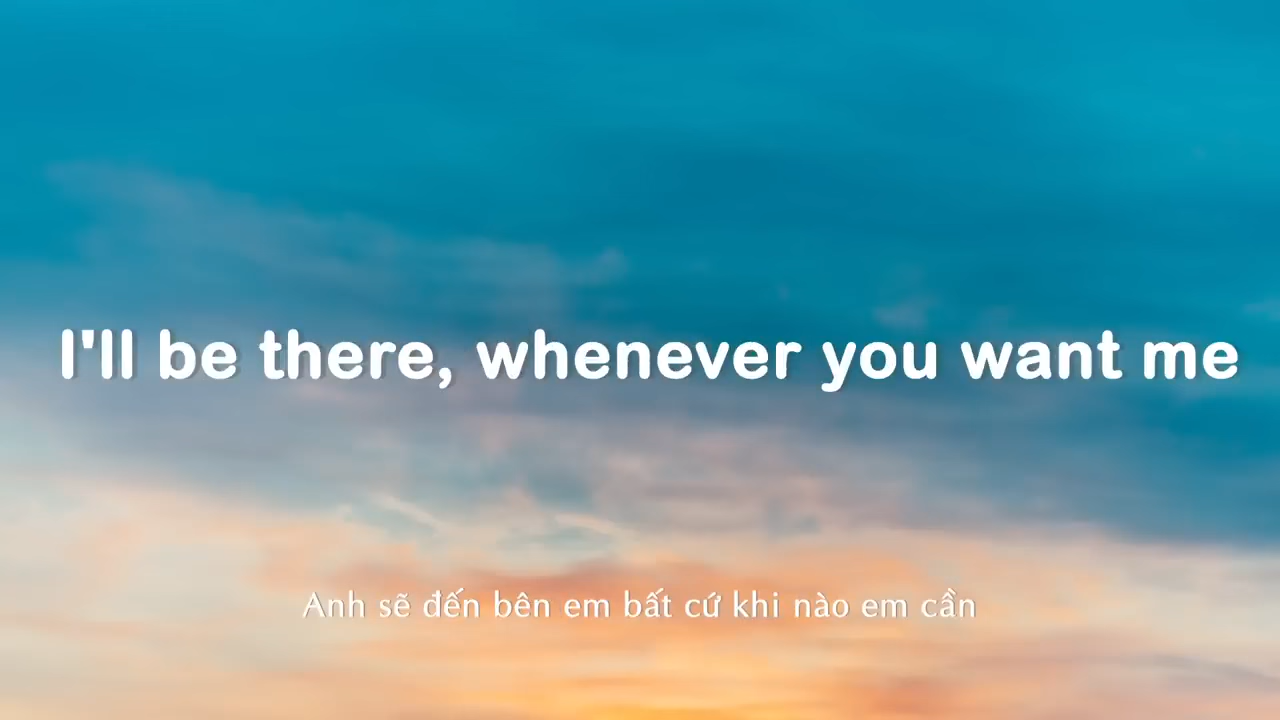 I'll be there, whenever you want me
Anh sẽ đến bên em bất cứ khi nào em cần